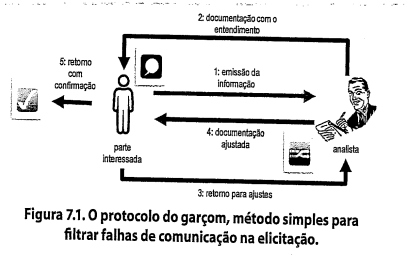 2: documentação com o
entendimento
5: retorno
com
confirmação
1: emissão da
informação
4: documentação
ajustada
parte
interessada
analista
3: retorno para ajustes
Figura 7.1. O protocolo do garçom, método simples para
filtrar falhas de comunicação na elicitação.